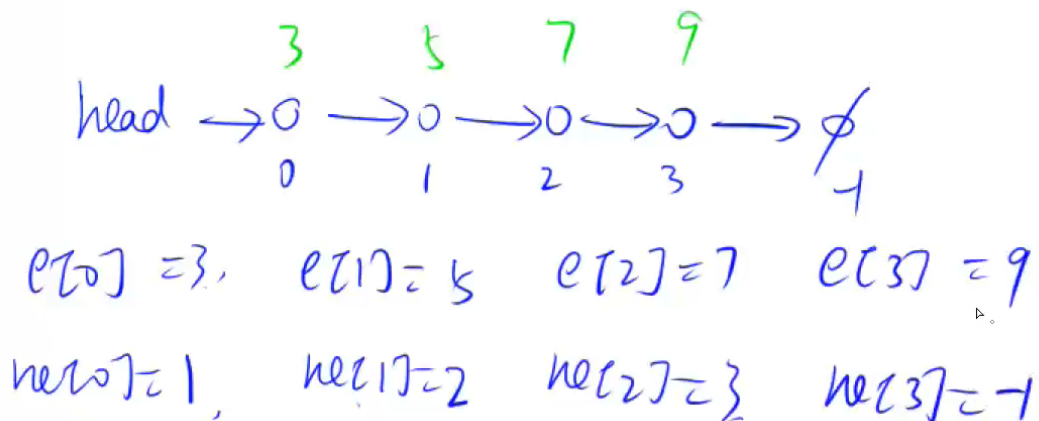 3 5 7 9
head → o → o → o → o → ∅
0 1 2 3 -1
e[0]=3, e[1]=5 e[2]=7 e[3]=9
ne[0]=1, ne[1]=2 ne[2]=3 ne[3]=-1